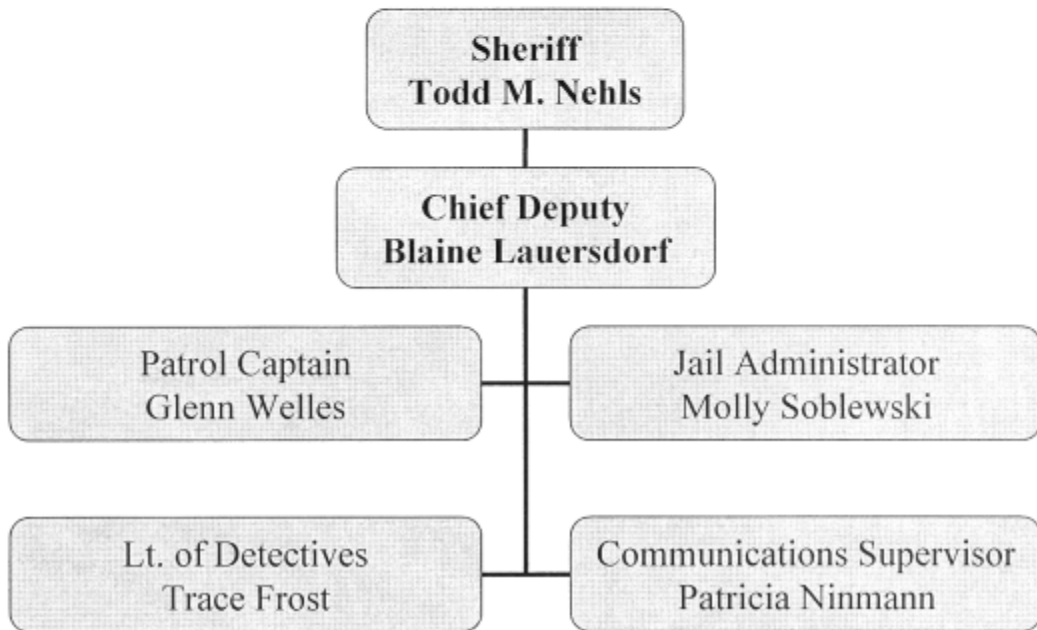 Sheriff
Todd M. Nehls
Chief Deputy
Blaine Lauersdorf
Patrol Captain
Glenn Welles
Jail Administrator
Molly Soblewski
Lt. of Detectives
Trace Frost
Communications Supervisor
Patricia Ninmann